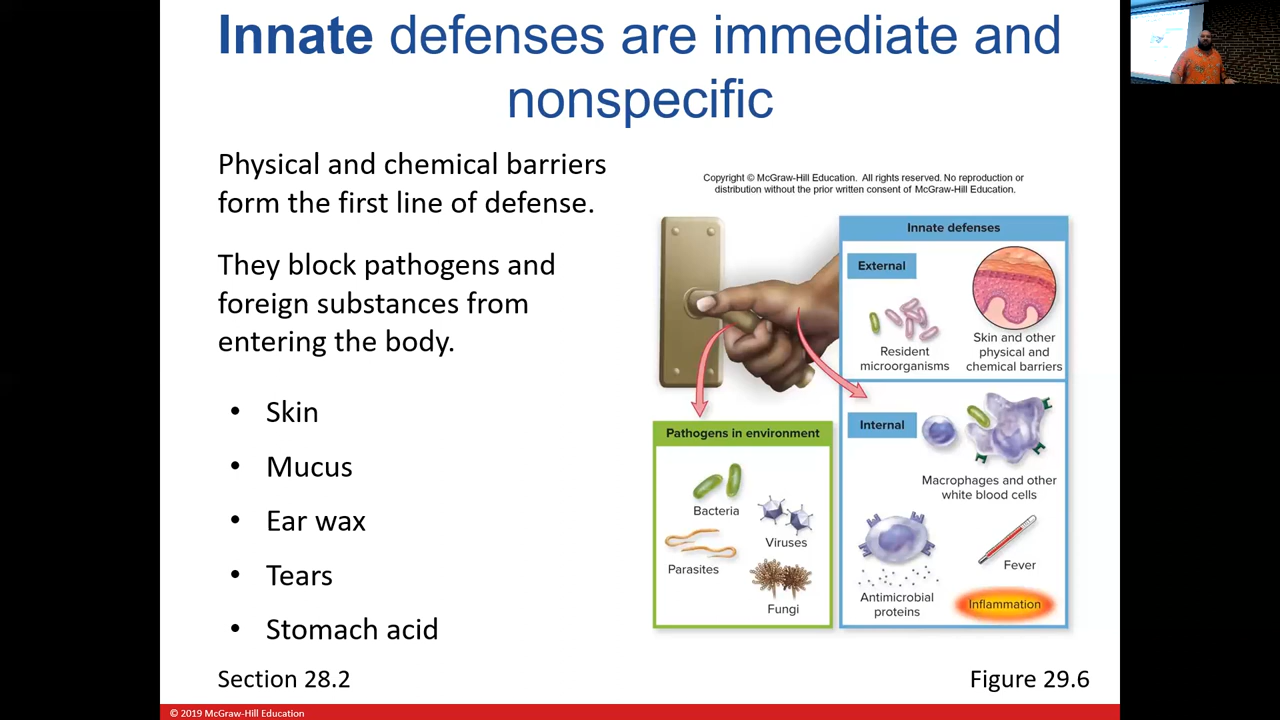 Innate defenses are immediate and
nonspecific
Physical and chemical barriers
form the first line of defense.
They block pathogens and
foreign substances from
entering the body.
• Skin
• Mucus
• Ear wax
• Tears
• Stomach acid
Section 28.2
Copyright © McGraw-Hill Education. All rights reserved. No reproduction or
distribution without the prior written consent of McGraw-Hill Education.
Innate defenses
External
Resident
microorganisms
Skin and other
physical and
chemical barriers
Internal
Macrophages and other
white blood cells
Antimicrobial
proteins
Fever
Inflammation
Pathogens in environment
Bacteria
Viruses
Parasites
Fungi
Figure 29.6
© 2019 McGraw-Hill Education